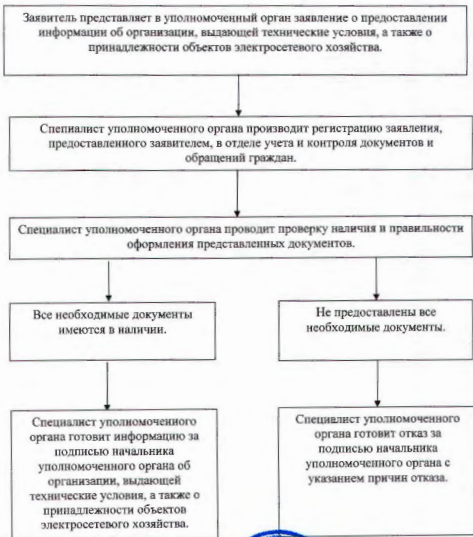 Заявитель представляет в уполномоченный орган заявление о предоставлении
информации об организации, выдающей технические условия, а также о
принадлежности объектов электросетевого хозяйства.
Специалист уполномоченного органа производит регистрацию заявления,
предоставленного заявителем, в отделе учета и контроля документов и
обращений граждан.
Специалист уполномоченного органа проводит проверку наличия и правильности
оформления представленных документов.
Все необходимые документы
имеются в наличии.
Не предоставлены все
необходимые документы.
Специалист уполномоченного
органа готовит информацию за
подписью начальника
уполномоченного органа об
организации, выдающей
технические условия, а также о
принадлежности объектов
электросетевого хозяйства.
Специалист уполномоченного
органа готовит отказ за
подписью начальника
уполномоченного органа с
указанием причин отказа.